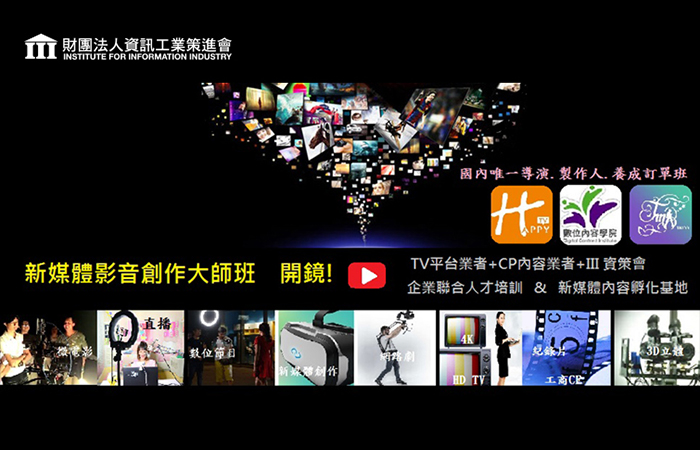 財團法人資訊工業策進會
INSTITUTE FOR INFORMATION INDUSTRY
國內唯一導演.製作人.養成訂單班
H TV
APPY
數位內容學院
Digital Content Institute
新媒體影音創作大師班 開鏡!
TV平台業者+CP內容業者+III 資策會
企業聯合人才培訓 & 新媒體內容孵化基地
微電影
直播
數位節目
新媒體創作
網路劇
4K
HD TV
紀錄片
工商CF
3D立體